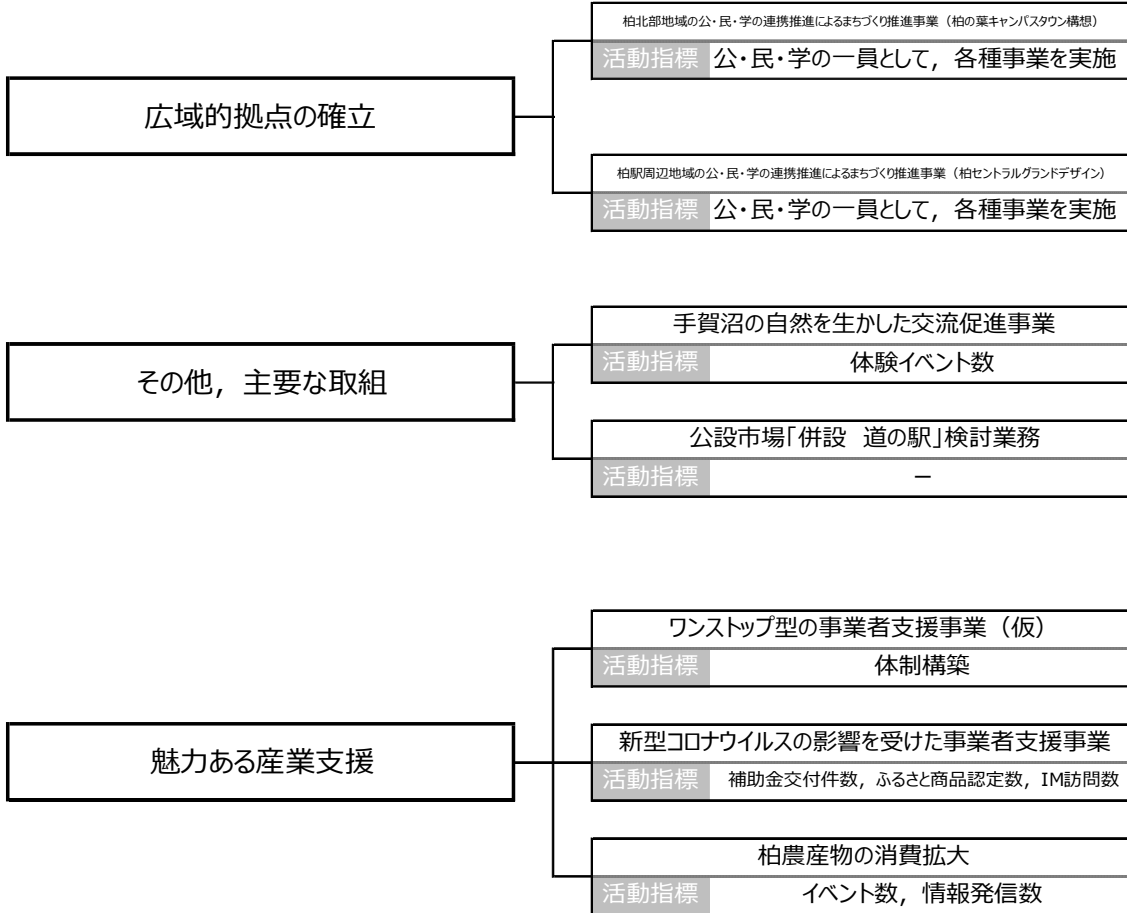 広域的拠点の確立
柏北部地域の公・民・学の連携推進によるまちづくり推進事業（柏の葉キャンパスタウン構想）
活動指標 公・民・学の一員として，各種事業を実施
柏駅周辺地域の公・民・学の連携推進によるまちづくり推進事業（柏セントラルグランドデザイン）
活動指標 公・民・学の一員として，各種事業を実施
その他，主要な取組
手賀沼の自然を生かした交流促進事業
活動指標 体験イベント数
公設市場「併設　道の駅」検討業務
活動指標 －
魅力ある産業支援
ワンストップ型の事業者支援事業（仮）
活動指標 体制構築
新型コロナウイルスの影響を受けた事業者支援事業
活動指標 補助金交付件数，ふるさと商品認定数，IM訪問数
柏農産物の消費拡大
活動指標 イベント数，情報発信数